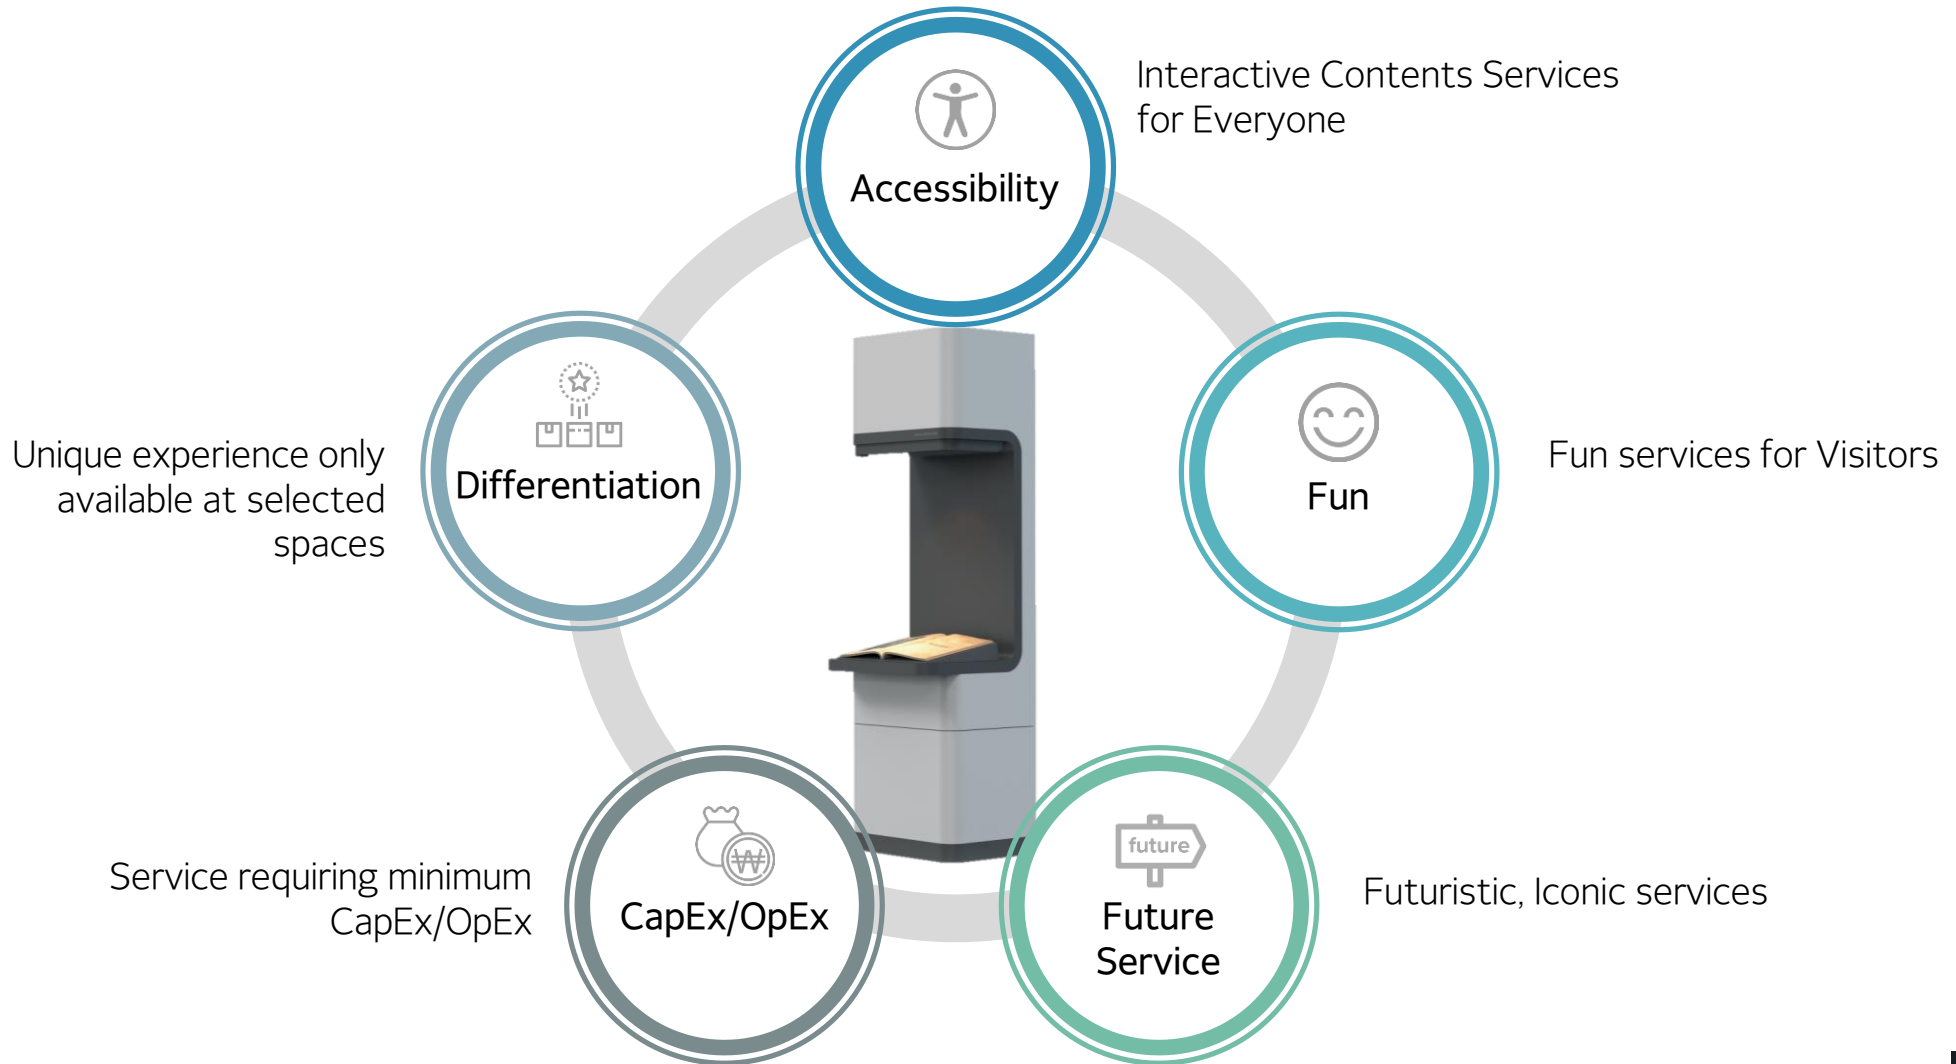 Accessibility
Interactive Contents Services
for Everyone
Fun
Fun services for Visitors
future
Future
Service
Futuristic, Iconic services
CapEx/OpEx
Service requiring minimum
CapEx/OpEx
Differentiation
Unique experience only
available at selected
spaces